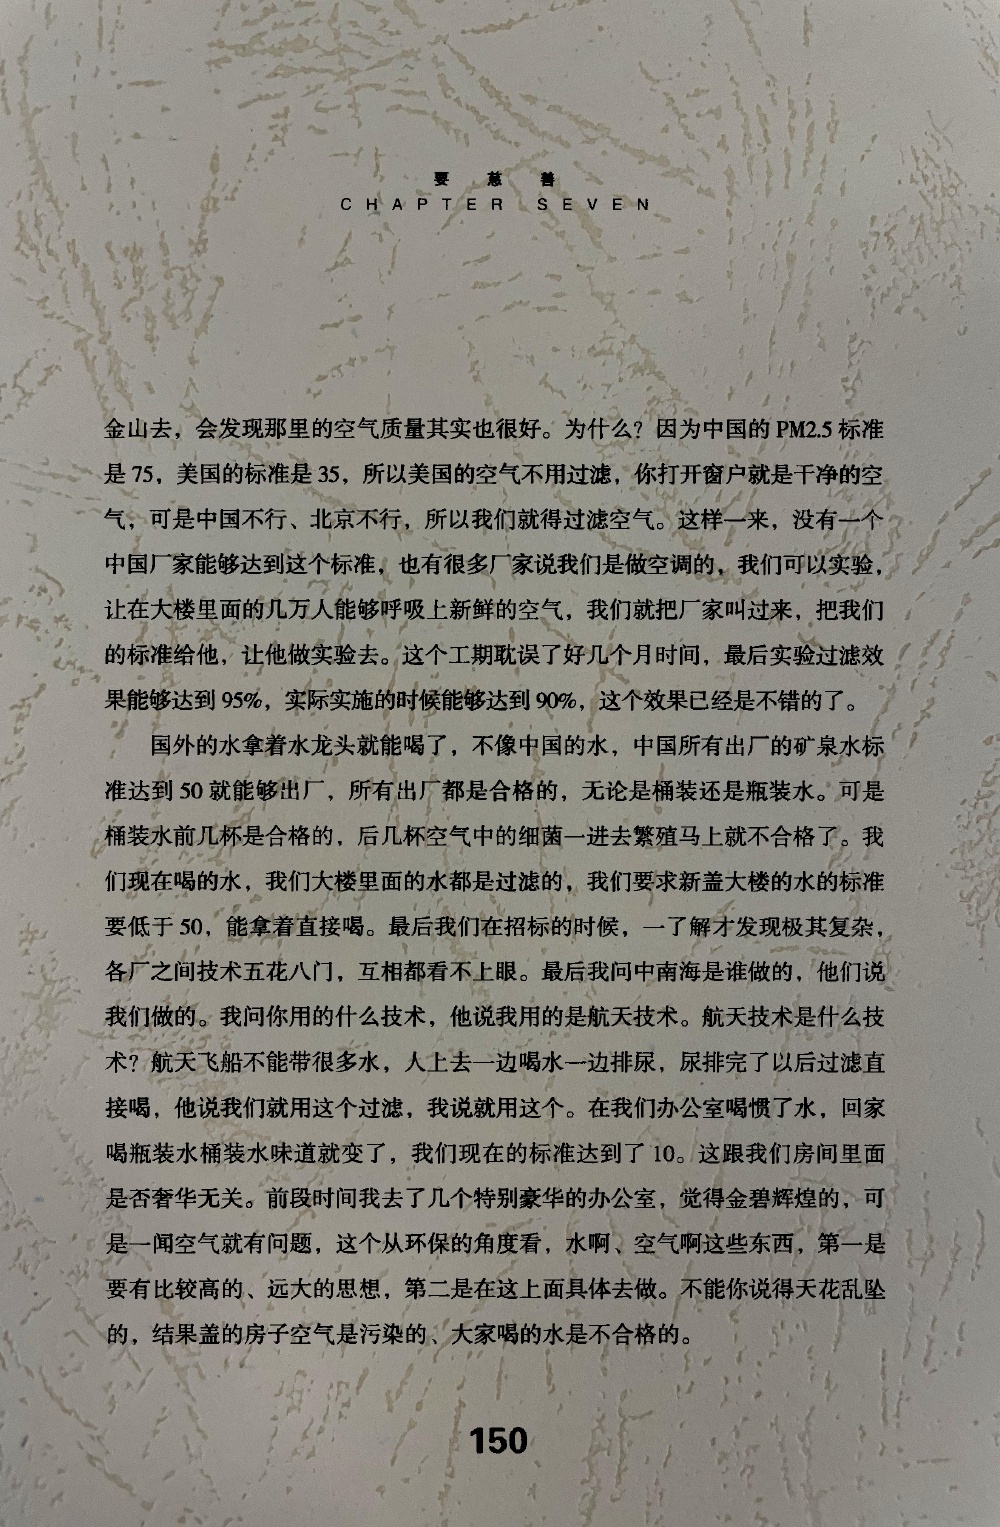 要慈善
CHAPTER SEVEN
金山去，会发现那里的空气质量其实也很好。为什么？因为中国的 PM2.5 标准
是 75，美国的标准是 35，所以美国的空气不用过滤，你打开窗户就是干净的空
气，可是中国不行、北京不行，所以我们就得过滤空气。这样一来，没有一个
中国厂家能够达到这个标准，也有很多厂家说我们是做空调的，我们可以实验，
让在大楼里面的几万人能够呼吸上新鲜的空气，我们就把厂家叫过来，把我们
的标准给他，让他做实验去。这个工期耽误了好几个月时间，最后实验过滤效
果能够达到 95%，实际实施的时候能够达到 90%，这个效果已经是不错的了。
国外的水拿着水龙头就能喝了，不像中国的水，中国所有出厂的矿泉水标
准达到 50 就能够出厂，所有出厂都是合格的，无论是桶装还是瓶装水。可是
桶装水前几杯是合格的，后几杯空气中的细菌一进去繁殖马上就不合格了。我
们现在喝的水，我们大楼里面的水都是过滤的，我们要求新盖大楼的水的标准
要低于 50，能拿着直接喝。最后我们在招标的时候，一了解才发现极其复杂，
各厂之间技术五花八门，互相都看不上眼。最后我问中南海是谁做的，他们说
我们做的。我问你用的什么技术，他说我用的是航天技术。航天技术是什么技
术？航天飞船不能带很多水，人上去一边喝水一边排尿，尿排完了以后过滤直
接喝，他说我们就用这个过滤，我说就用这个。在我们办公室喝惯了水，回家
喝瓶装水桶装水味道就变了，我们现在的标准达到了 10。这跟我们房间里面
是否奢华无关。前段时间我去了几个特别豪华的办公室，觉得金碧辉煌的，可
是一闻空气就有问题，这个从环保的角度看，水啊、空气啊这些东西，第一是
要有比较高的、远大的思想，第二是在这上面具体去做。不能你说得天花乱坠
的，结果盖的房子空气是污染的、大家喝的水是不合格的。
150